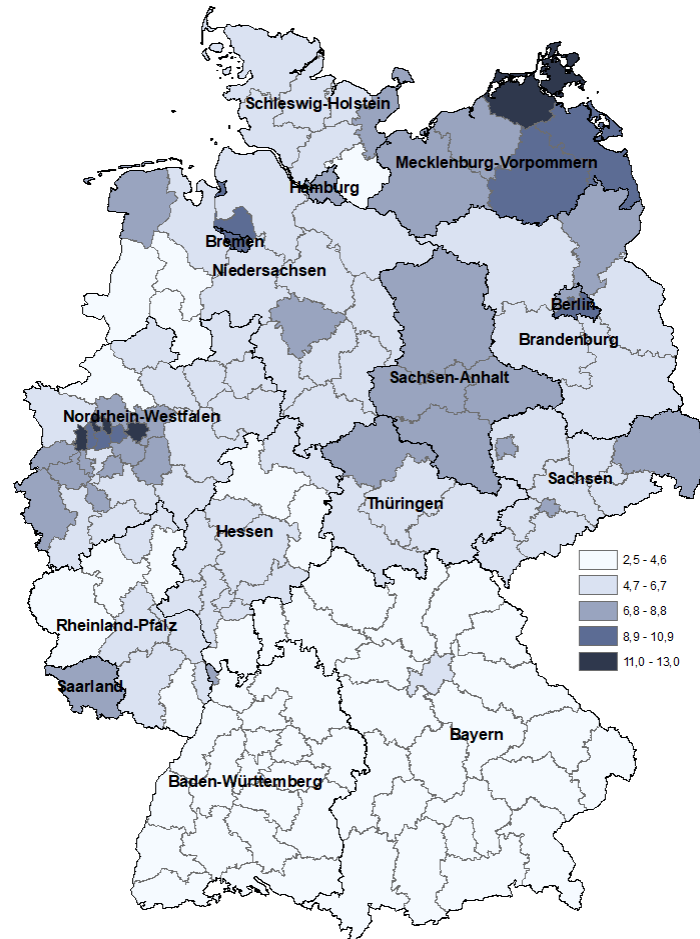 Schleswig-Holstein
Mecklenburg-Vorpommern
Hamburg
Bremen
Niedersachsen
Berlin
Brandenburg
Sachsen-Anhalt
Nordrhein-Westfalen
Sachsen
Thüringen
Hessen
2,5 - 4,6
4,7 - 6,7
6,8 - 8,8
8,9 - 10,9
11,0 - 13,0
Rheinland-Pfalz
Saarland
Bayern
Baden-Württemberg